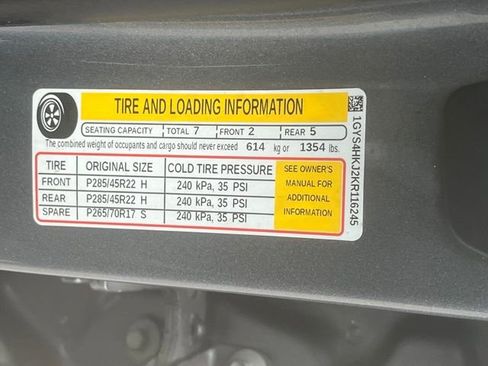 TIRE AND LOADING INFORMATION
SEATING CAPACITY TOTAL 7 FRONT 2 REAR 5
The combined weight of occupants and cargo should never exceed 614 kg or 1354 lbs.
TIRE ORIGINAL SIZE COLD TIRE PRESSURE
FRONT P285/45R22 H 240 kPa, 35 PSI
REAR P285/45R22 H 240 kPa, 35 PSI
SPARE P265/70R17 S 240 kPa, 35 PSI
SEE OWNER'S
MANUAL FOR
ADDITIONAL
INFORMATION
1GYS4HKJ2KR116245